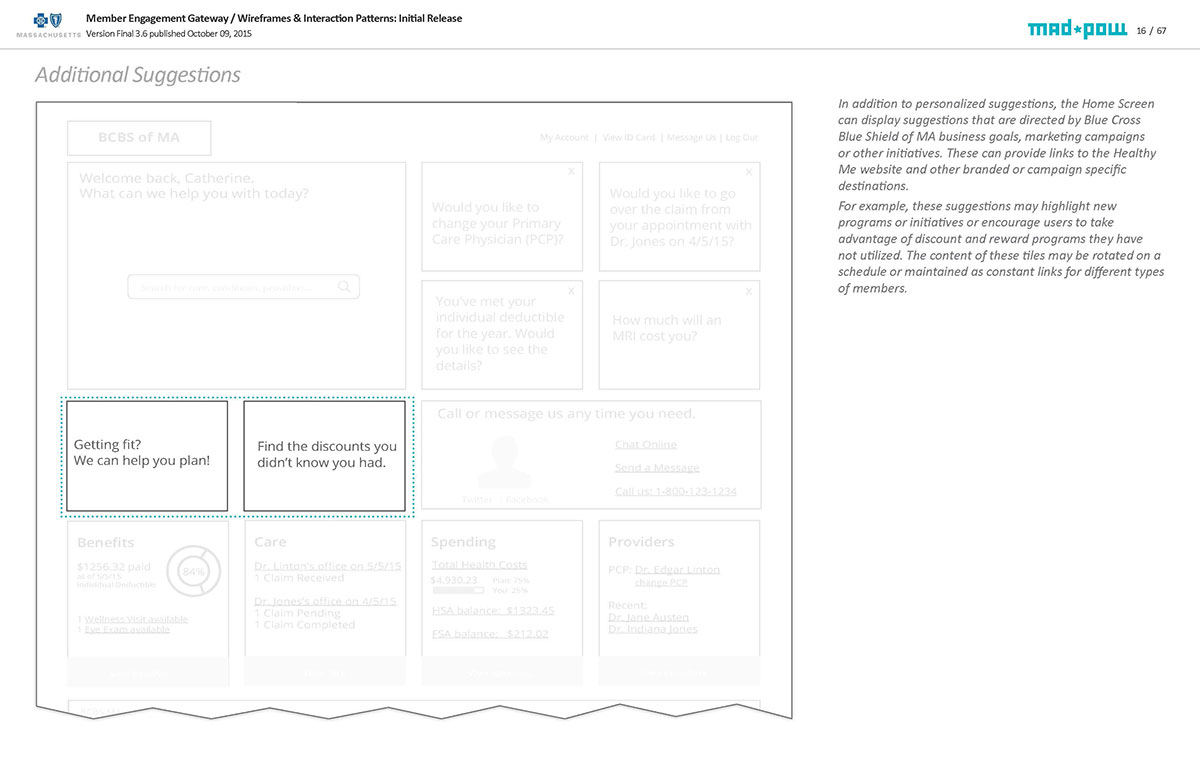 Member Engagement Gateway / Wireframes & Interaction Patterns: Initial Release
MASSACHUSETTS
Version Final 3.6 published October 09, 2015
mad*pow
16 / 67
Additional Suggestions
BCBS of MA
My Account | View ID Card | Message Us | Log Out
Welcome back, Catherine.
What can we help you with today?
Search for care, conditions, providers...
X
Would you like to
change your Primary
Care Physician (PCP)?
X
Would you like to go
over the claim from
your appointment with
Dr. Jones on 4/5/15?
X
You've met your
individual deductible
for the year. Would
you like to see the
details?
X
How much will an
MRI cost you?
Getting fit?
We can help you plan!
Find the discounts you
didn't know you had.
Call or message us any time you need.
Twitter | Facebook
Chat Online
Send a Message
Call us: 1-800-123-1234
Benefits
$1256.32 paid
as of 5/5/15
Individual Deductible
84%
1 Wellness Visit available
1 Eye Exam available
Care
Dr. Linton's office on 5/5/15
1 Claim Received
Dr. Jones's office on 4/5/15
1 Claim Pending
1 Claim Completed
Spending
Total Health Costs
$4,930.23
Plan 75%
You 25%
HSA balance: $1323.45
FSA balance: $212.02
Providers
PCP: Dr. Edgar Linton
change PCP
Recent:
Dr. Jane Austen
Dr. Indiana Jones
BCBS
In addition to personalized suggestions, the Home Screen
can display suggestions that are directed by Blue Cross
Blue Shield of MA business goals, marketing campaigns
or other initiatives. These can provide links to the Healthy
Me website and other branded or campaign specific
destinations.
For example, these suggestions may highlight new
programs or initiatives or encourage users to take
advantage of discount and reward programs they have
not utilized. The content of these tiles may be rotated on a
schedule or maintained as constant links for different types
of members.